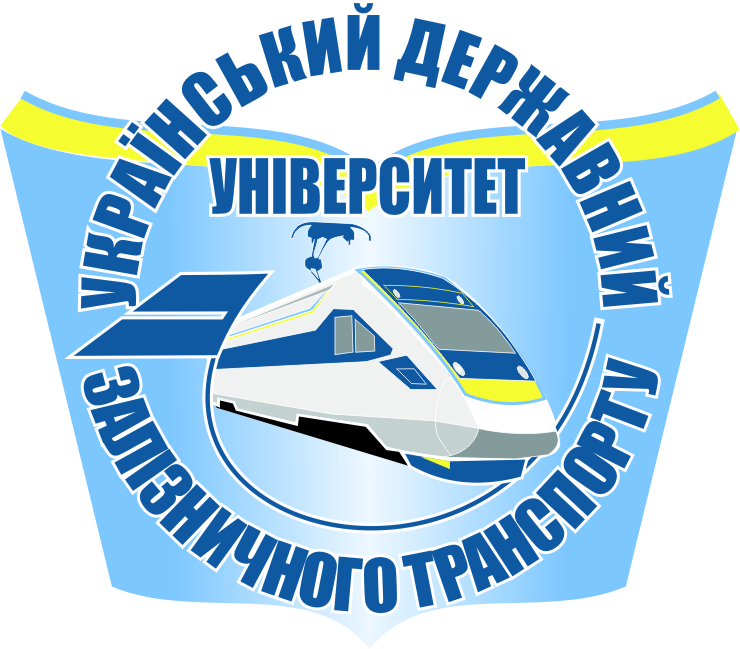 УКРАЇНСЬКИЙ ДЕРЖАВНИЙ
УНІВЕРСИТЕТ
ЗАЛІЗНИЧНОГО ТРАНСПОРТУ